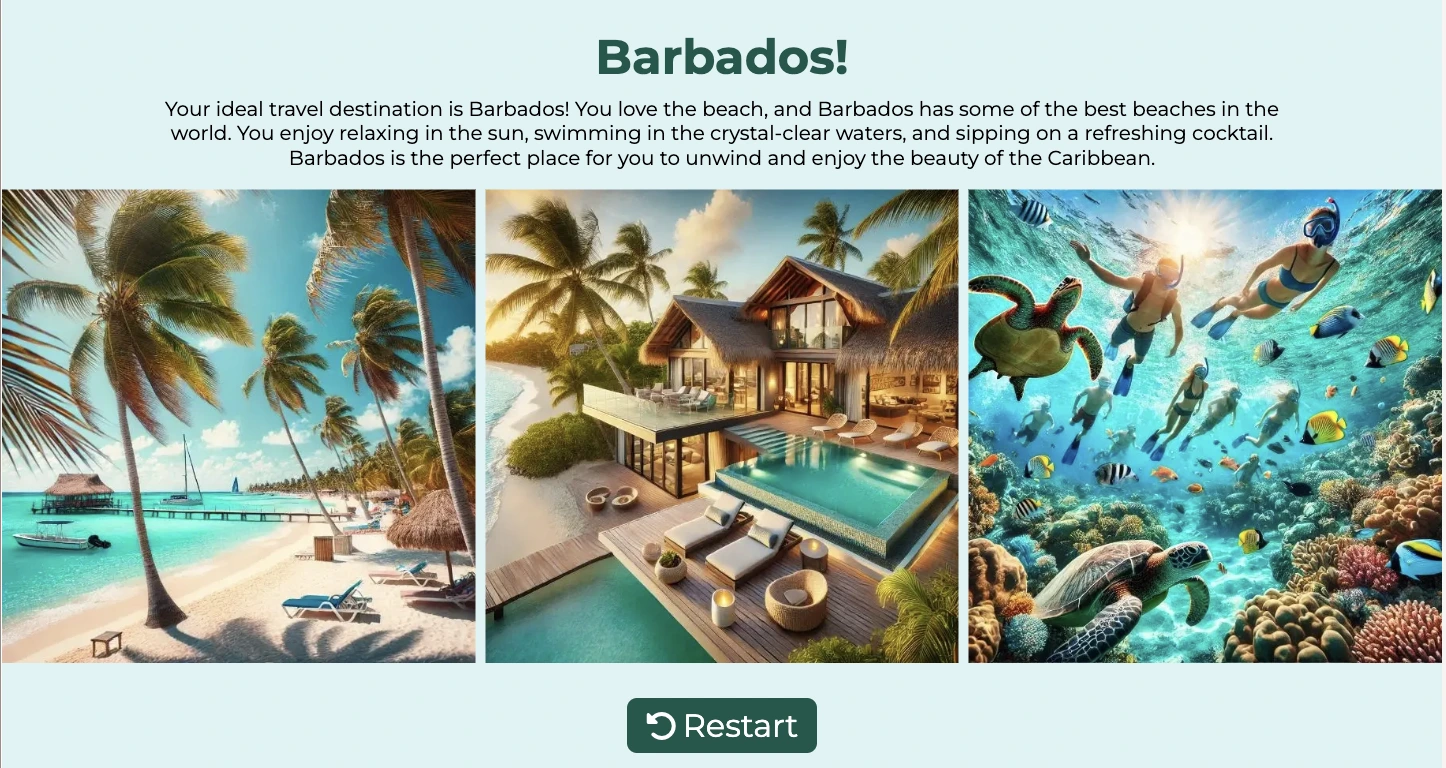 Barbados!
Your ideal travel destination is Barbados! You love the beach, and Barbados has some of the best beaches in the
world. You enjoy relaxing in the sun, swimming in the crystal-clear waters, and sipping on a refreshing cocktail.
Barbados is the perfect place for you to unwind and enjoy the beauty of the Caribbean.
Restart